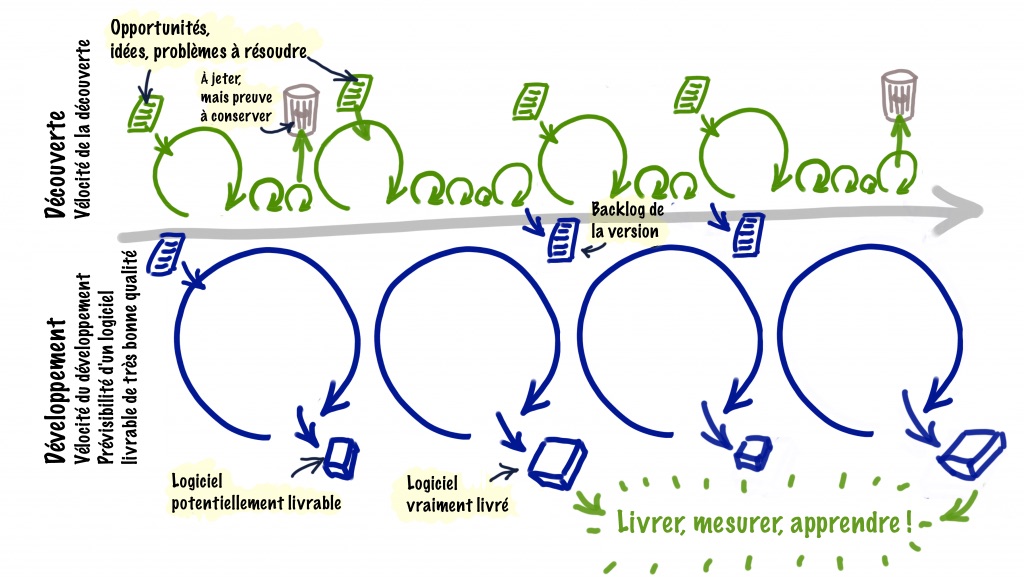 Opportunités,
idées, problèmes à résoudre
À jeter,
mais preuve
à conserver
Découverte
Vélocité de la découverte
Backlog de
la version
Développement
Vélocité du développement
Prévisibilité d'un logiciel
livrable de très bonne qualité
Logiciel
potentiellement livrable
Logiciel
vraiment livré
Livrer, mesurer, apprendre !